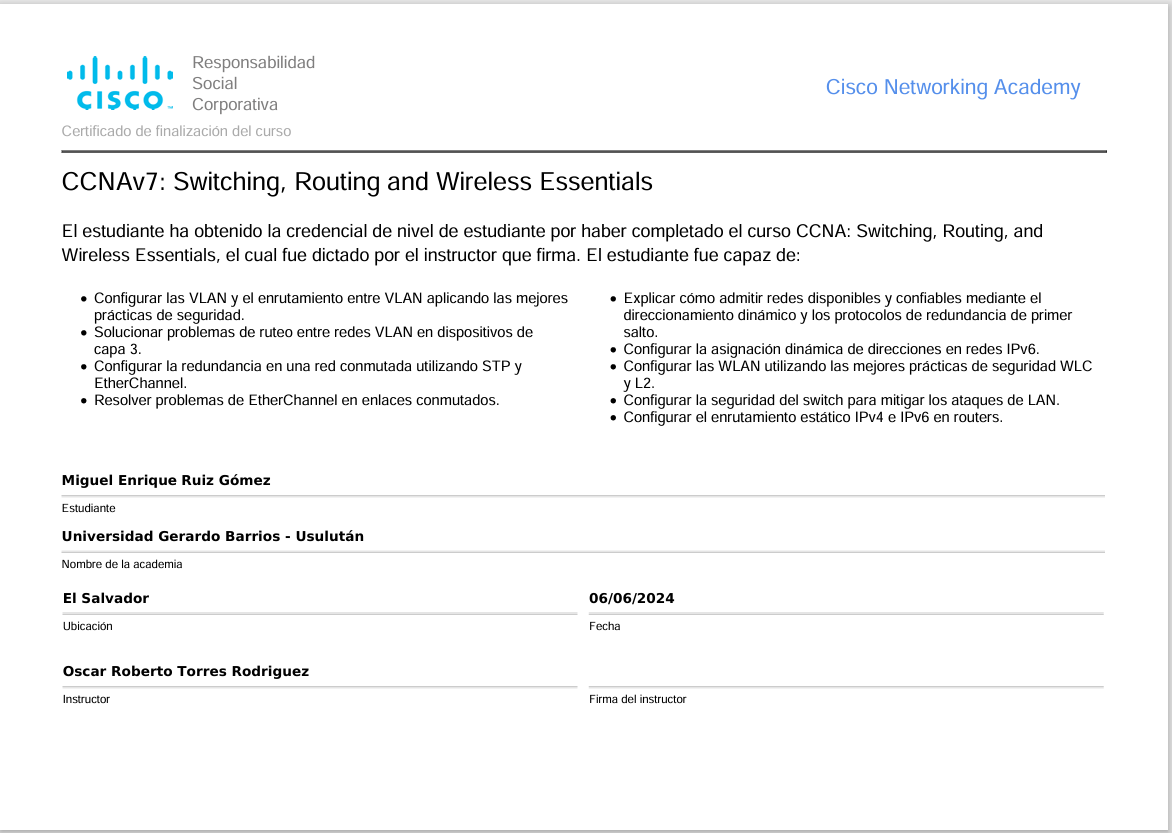 CISCO
Responsabilidad
Social
Corporativa
Cisco Networking Academy
Certificado de finalización del curso
CCNAv7: Switching, Routing and Wireless Essentials
El estudiante ha obtenido la credencial de nivel de estudiante por haber completado el curso CCNA: Switching, Routing, and
Wireless Essentials, el cual fue dictado por el instructor que firma. El estudiante fue capaz de:
• Configurar las VLAN y el enrutamiento entre VLAN aplicando las mejores
prácticas de seguridad.
• Solucionar problemas de ruteo entre redes VLAN en dispositivos de
capa 3.
• Configurar la redundancia en una red conmutada utilizando STP y
EtherChannel.
• Resolver problemas de EtherChannel en enlaces conmutados.
• Explicar cómo admitir redes disponibles y confiables mediante el
direccionamiento dinámico y los protocolos de redundancia de primer
salto.
• Configurar la asignación dinámica de direcciones en redes IPv6.
• Configurar las WLAN utilizando las mejores prácticas de seguridad WLC
y L2.
• Configurar la seguridad del switch para mitigar los ataques de LAN.
• Configurar el enrutamiento estático IPv4 e IPv6 en routers.
Miguel Enrique Ruiz Gómez
Estudiante
Universidad Gerardo Barrios - Usulután
Nombre de la academia
El Salvador
Ubicación
06/06/2024
Fecha
Oscar Roberto Torres Rodriguez
Instructor
Firma del instructor